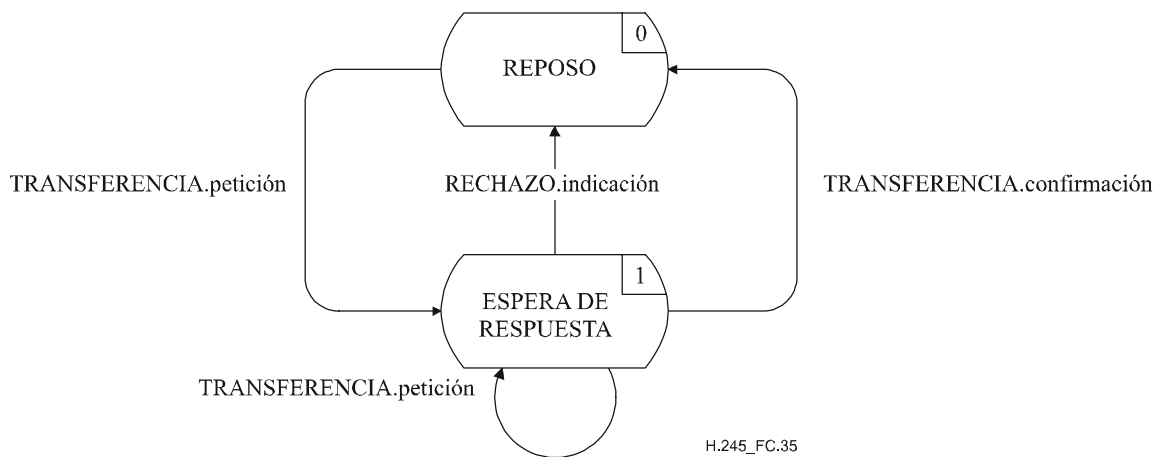 0
REPOSO
TRANSFERENCIA.petición
RECHAZO.indicación
TRANSFERENCIA.confirmación
1
ESPERA DE
RESPUESTA
TRANSFERENCIA.petición
H.245_FC.35